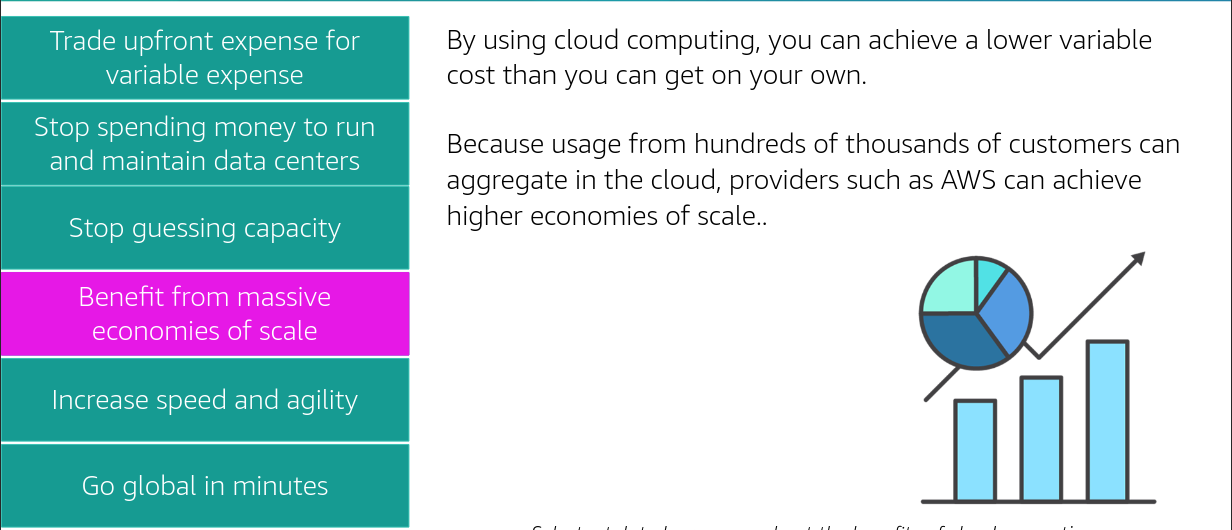 Trade upfront expense for
variable expense
Stop spending money to run
and maintain data centers
Stop guessing capacity
Benefit from massive
economies of scale
Increase speed and agility
Go global in minutes
By using cloud computing, you can achieve a lower variable
cost than you can get on your own.
Because usage from hundreds of thousands of customers can
aggregate in the cloud, providers such as AWS can achieve
higher economies of scale..